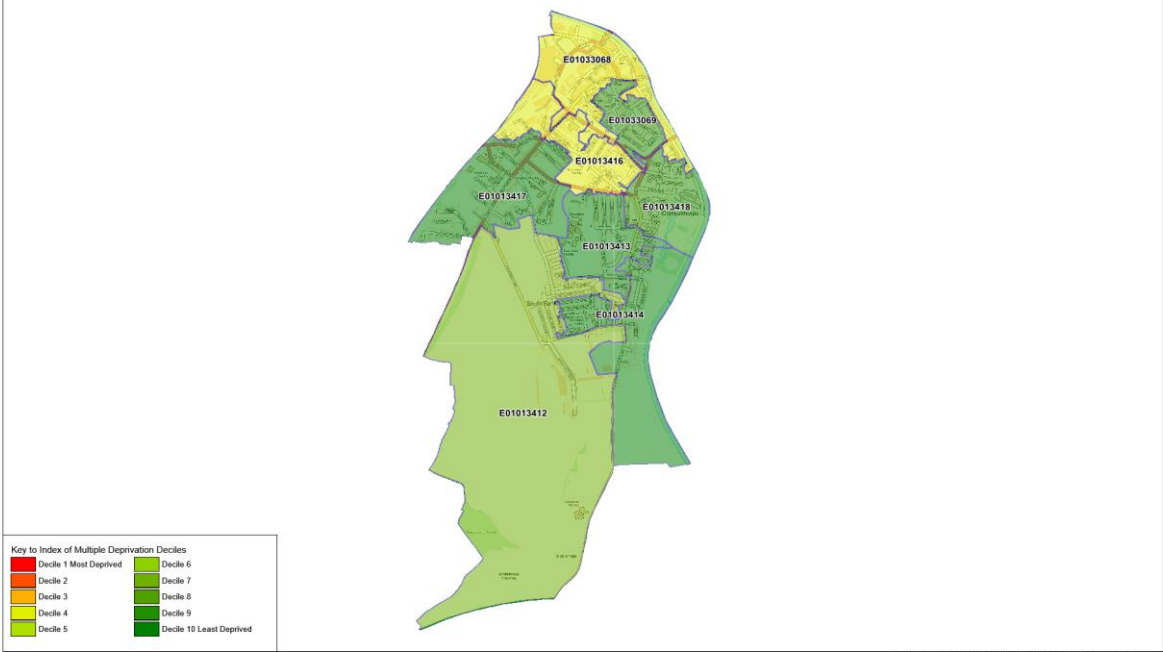 E01033068
E01033069
E01013416
E01013417
E01013418
E01013413
South Bank
E01013414
E01013412
Key to Index of Multiple Deprivation Deciles
Decile 1 Most Deprived
Decile 2
Decile 3
Decile 4
Decile 5
Decile 6
Decile 7
Decile 8
Decile 9
Decile 10 Least Deprived